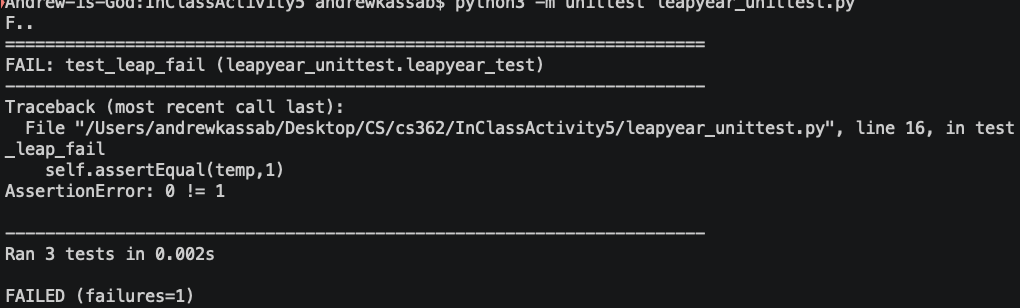 Andrew-is-God:InClassActivity5 andrewkassab$ python3 -m unittest leapyear_unittest.py
F..
======================================================================
FAIL: test_leap_fail (leapyear_unittest.leapyear_test)
----------------------------------------------------------------------
Traceback (most recent call last):
  File "/Users/andrewkassab/Desktop/CS/cs362/InClassActivity5/leapyear_unittest.py", line 16, in test
_leap_fail
    self.assertEqual(temp,1)
AssertionError: 0 != 1

----------------------------------------------------------------------
Ran 3 tests in 0.002s

FAILED (failures=1)